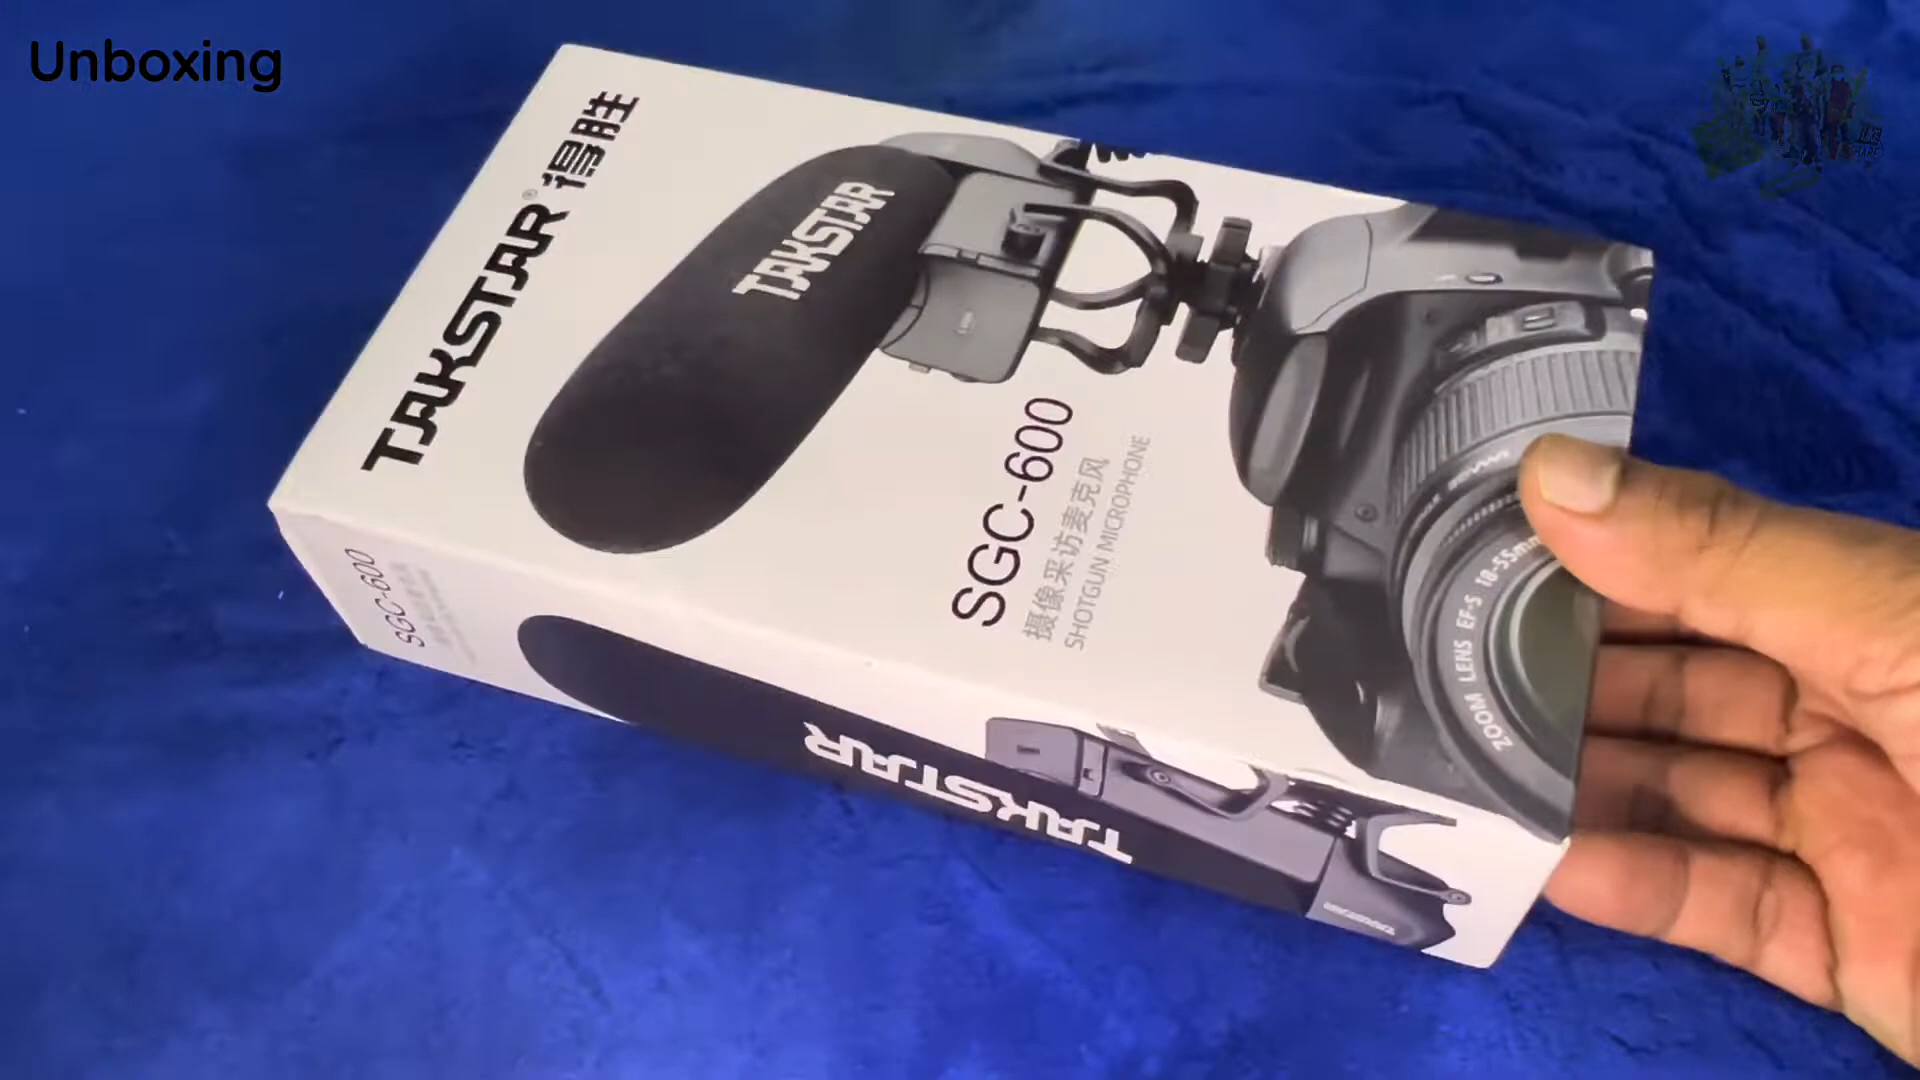 Unboxing
TAKSTAR® 得胜
TAKSTAR
SGC-600
摄像采访麦克风
SHOTGUN MICROPHONE
ZOOM LENS EF-S 18-55mm
SGC-600
TAKSTAR